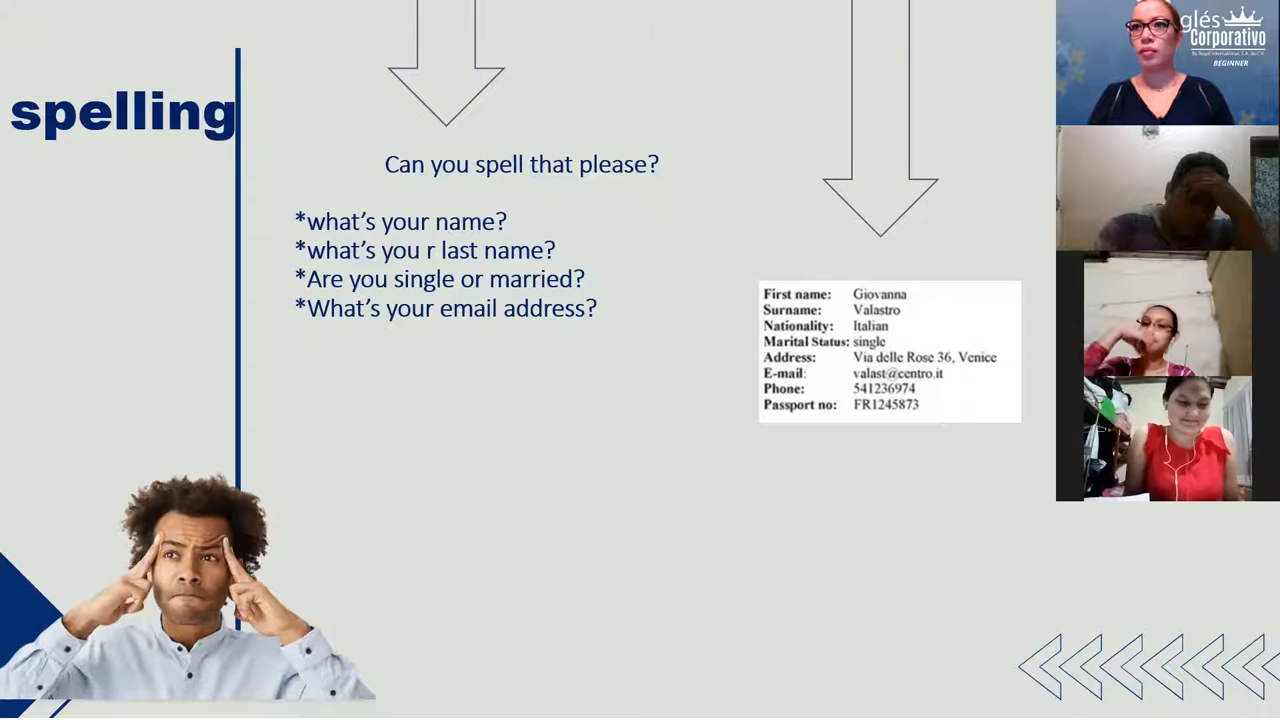 spelling
Can you spell that please?
*what's your name?
*what's you r last name?
*Are you single or married?
*What's your email address?
First name: Giovanna
Surname: Valastro
Nationality: Italian
Marital Status: single
Address: Via delle Rose 36, Venice
E-mail: valast@centro.it
Phone: 541236974
Passport no: FR1245873
glés
Corporativo
BEGINNER